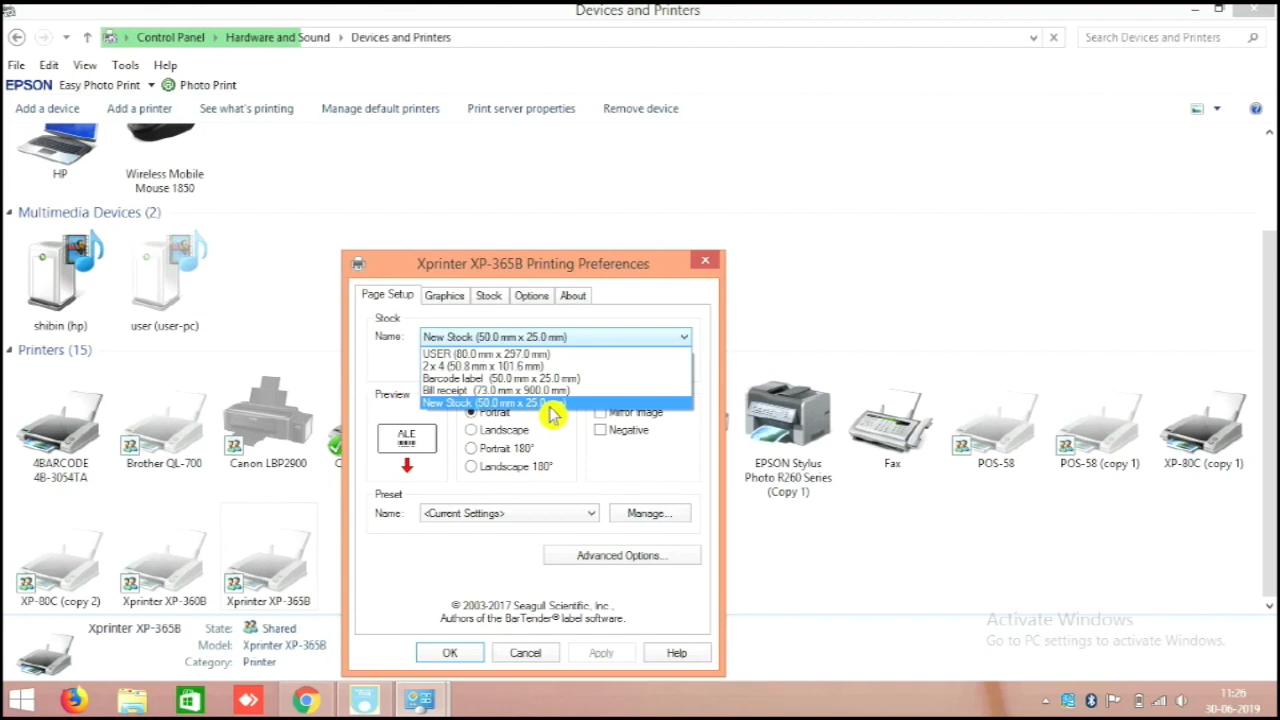 Devices and Printers
Control Panel Hardware and Sound Devices and Printers
Search Devices and Printers
File Edit View Tools Help
EPSON Easy Photo Print Photo Print
Add a device Add a printer See what's printing Manage default printers Print server properties Remove device
HP
Wireless Mobile
Mouse 1850
Multimedia Devices (2)
shibin (hp)
user (user-pc)
Printers (15)
4BARCODE
4B-3054TA
Brother QL-700
Canon LBP2900
EPSON Stylus
Photo R260 Series
(Copy 1)
Fax
POS-58
POS-58 (copy 1)
XP-80C (copy 1)
XP-80C (copy 2)
Xprinter XP-360B
Xprinter XP-365B
Xprinter XP-365B Printing Preferences
Page Setup Graphics Stock Options About
Stock
Name: New Stock (50.0 mm x 25.0 mm)
USER (80.0 mm x 297.0 mm)
2 x 4 (50.8 mm x 101.6 mm)
Barcode label (50.0 mm x 25.0 mm)
Bill receipt (73.0 mm x 900.0 mm)
New Stock (50.0 mm x 25.0 mm)
Preview
ALE
Portrait
Landscape
Portrait 180°
Landscape 180°
Mirror Image
Negative
Preset
Name: <Current Settings> Manage...
Advanced Options...
© 2003-2017 Seagull Scientific, Inc.,
Authors of the BarTender® label software.
OK Cancel Apply Help
Xprinter XP-365B State: Shared
Model: Xprinter XP-365B
Category: Printer
Activate Windows
Go to PC settings to activate Windows.
11:26
30-06-2019